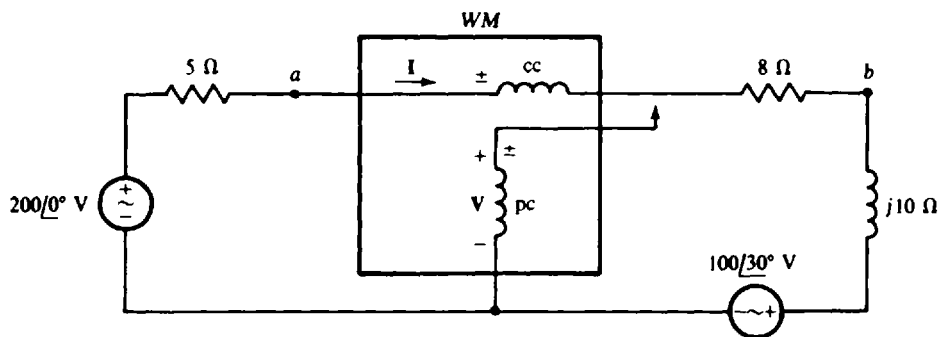 WM
5 Ω
a
I
±
cc
8 Ω
b
+
±
200/0° V
+
~
−
V
pc
j10 Ω
−
100/30° V
−~+